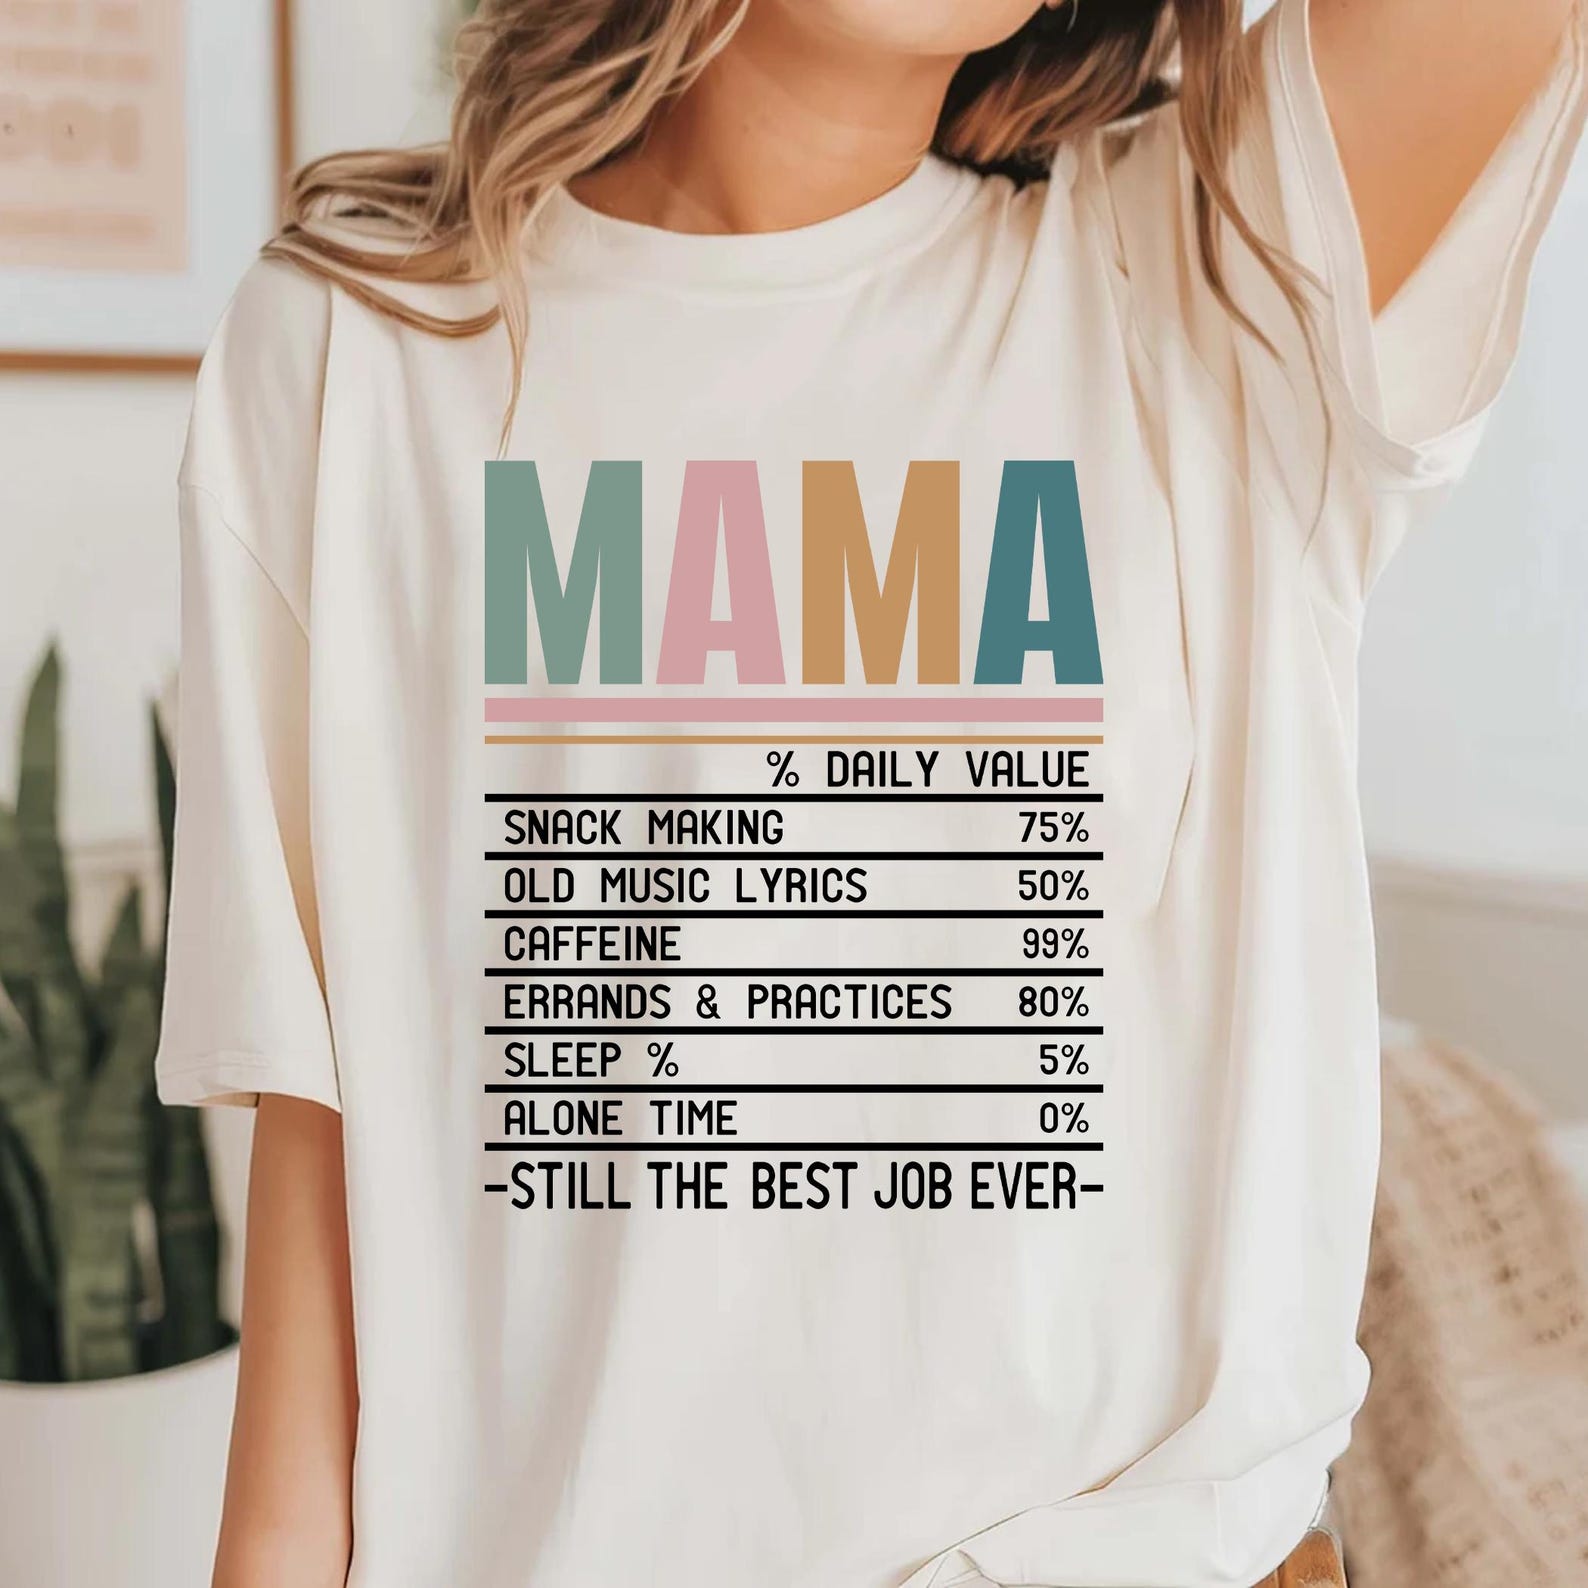 MAMA
% DAILY VALUE
SNACK MAKING 75%
OLD MUSIC LYRICS 50%
CAFFEINE 99%
ERRANDS & PRACTICES 80%
SLEEP % 5%
ALONE TIME 0%
-STILL THE BEST JOB EVER-